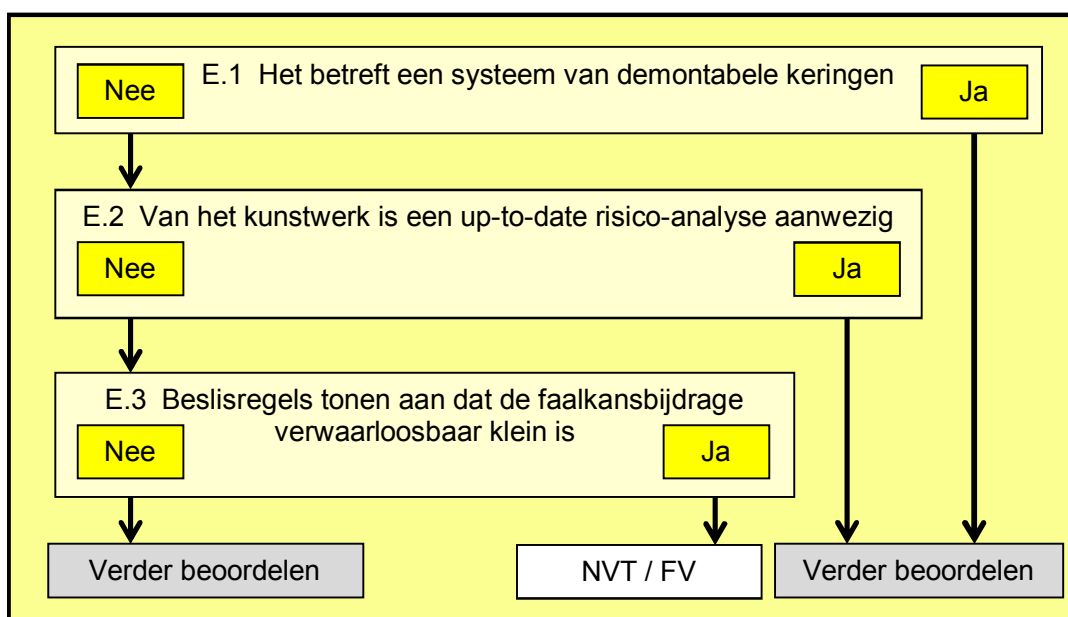 E.1 Het betreft een systeem van demontabele keringen
Nee
Ja
E.2 Van het kunstwerk is een up-to-date risico-analyse aanwezig
Nee
Ja
E.3 Beslisregels tonen aan dat de faalkansbijdrage
verwaarloosbaar klein is
Nee
Ja
Verder beoordelen
NVT / FV
Verder beoordelen